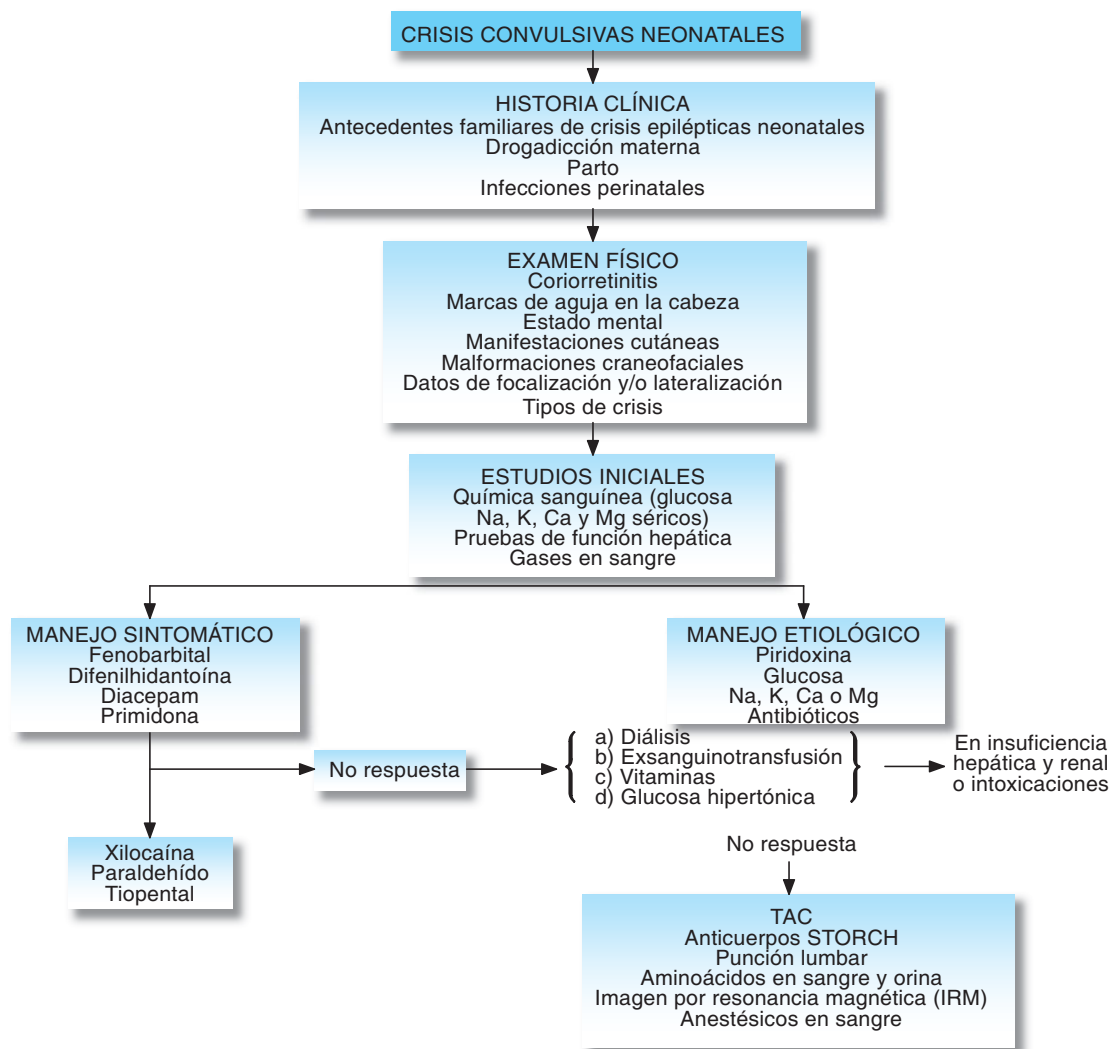 CRISIS CONVULSIVAS NEONATALES
HISTORIA CLÍNICA
Antecedentes familiares de crisis epilépticas neonatales
Drogadicción materna
Parto
Infecciones perinatales
EXAMEN FÍSICO
Coriorretinitis
Marcas de aguja en la cabeza
Estado mental
Manifestaciones cutáneas
Malformaciones craneofaciales
Datos de focalización y/o lateralización
Tipos de crisis
ESTUDIOS INICIALES
Química sanguínea (glucosa
Na, K, Ca y Mg séricos)
Pruebas de función hepática
Gases en sangre
MANEJO SINTOMÁTICO
Fenobarbital
Difenilhidantoína
Diacepam
Primidona
MANEJO ETIOLÓGICO
Piridoxina
Glucosa
Na, K, Ca o Mg
Antibióticos
No respuesta
a) Diálisis
b) Exsanguinotransfusión
c) Vitaminas
d) Glucosa hipertónica
En insuficiencia
hepática y renal
o intoxicaciones
Xilocaína
Paraldehído
Tiopental
No respuesta
TAC
Anticuerpos STORCH
Punción lumbar
Aminoácidos en sangre y orina
Imagen por resonancia magnética (IRM)
Anestésicos en sangre